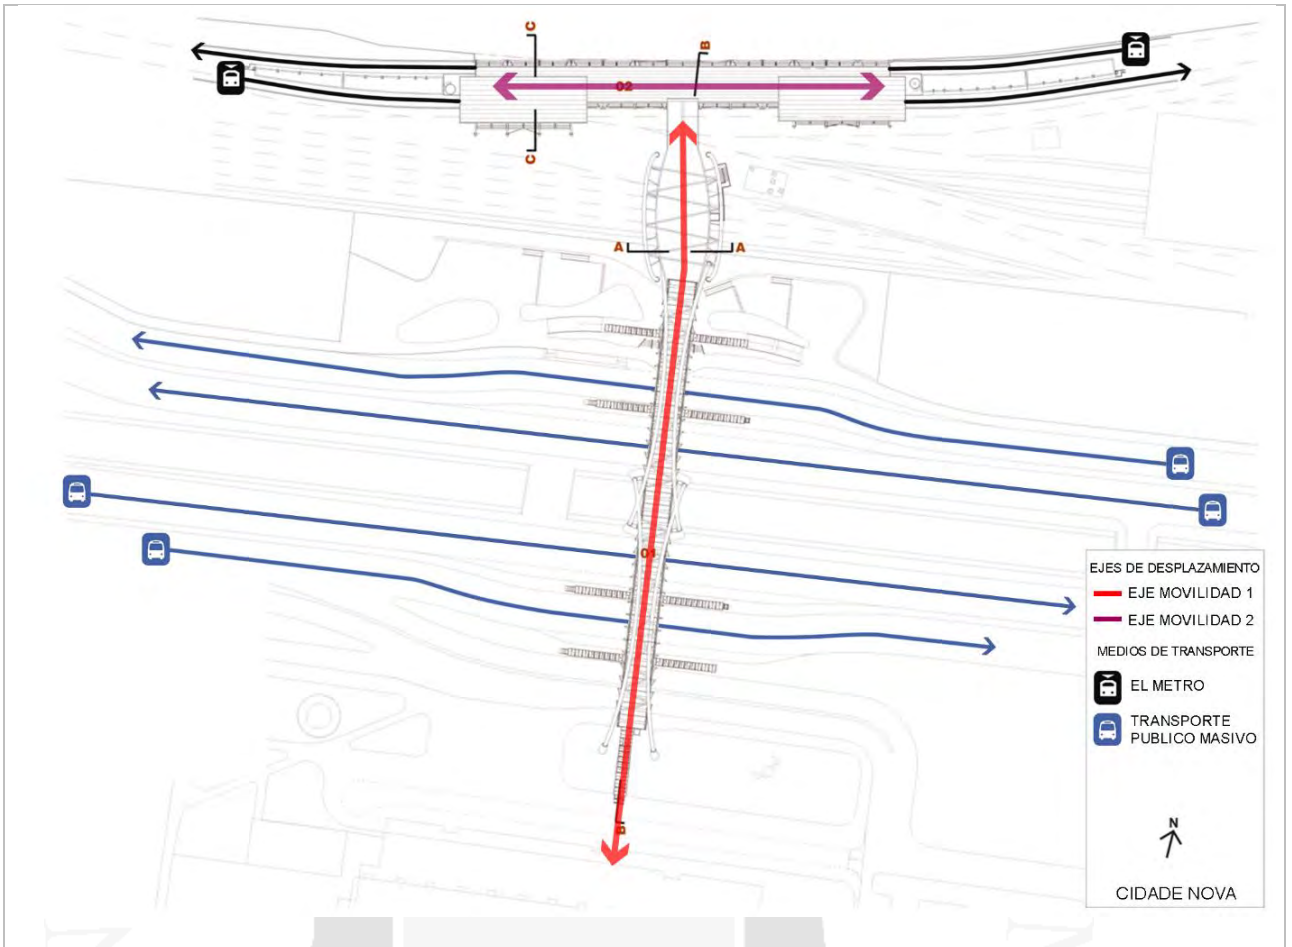 C
B
02
C
A
A
01
B
EJES DE DESPLAZAMIENTO
EJE MOVILIDAD 1
EJE MOVILIDAD 2
MEDIOS DE TRANSPORTE
EL METRO
TRANSPORTE
PUBLICO MASIVO
N
CIDADE NOVA